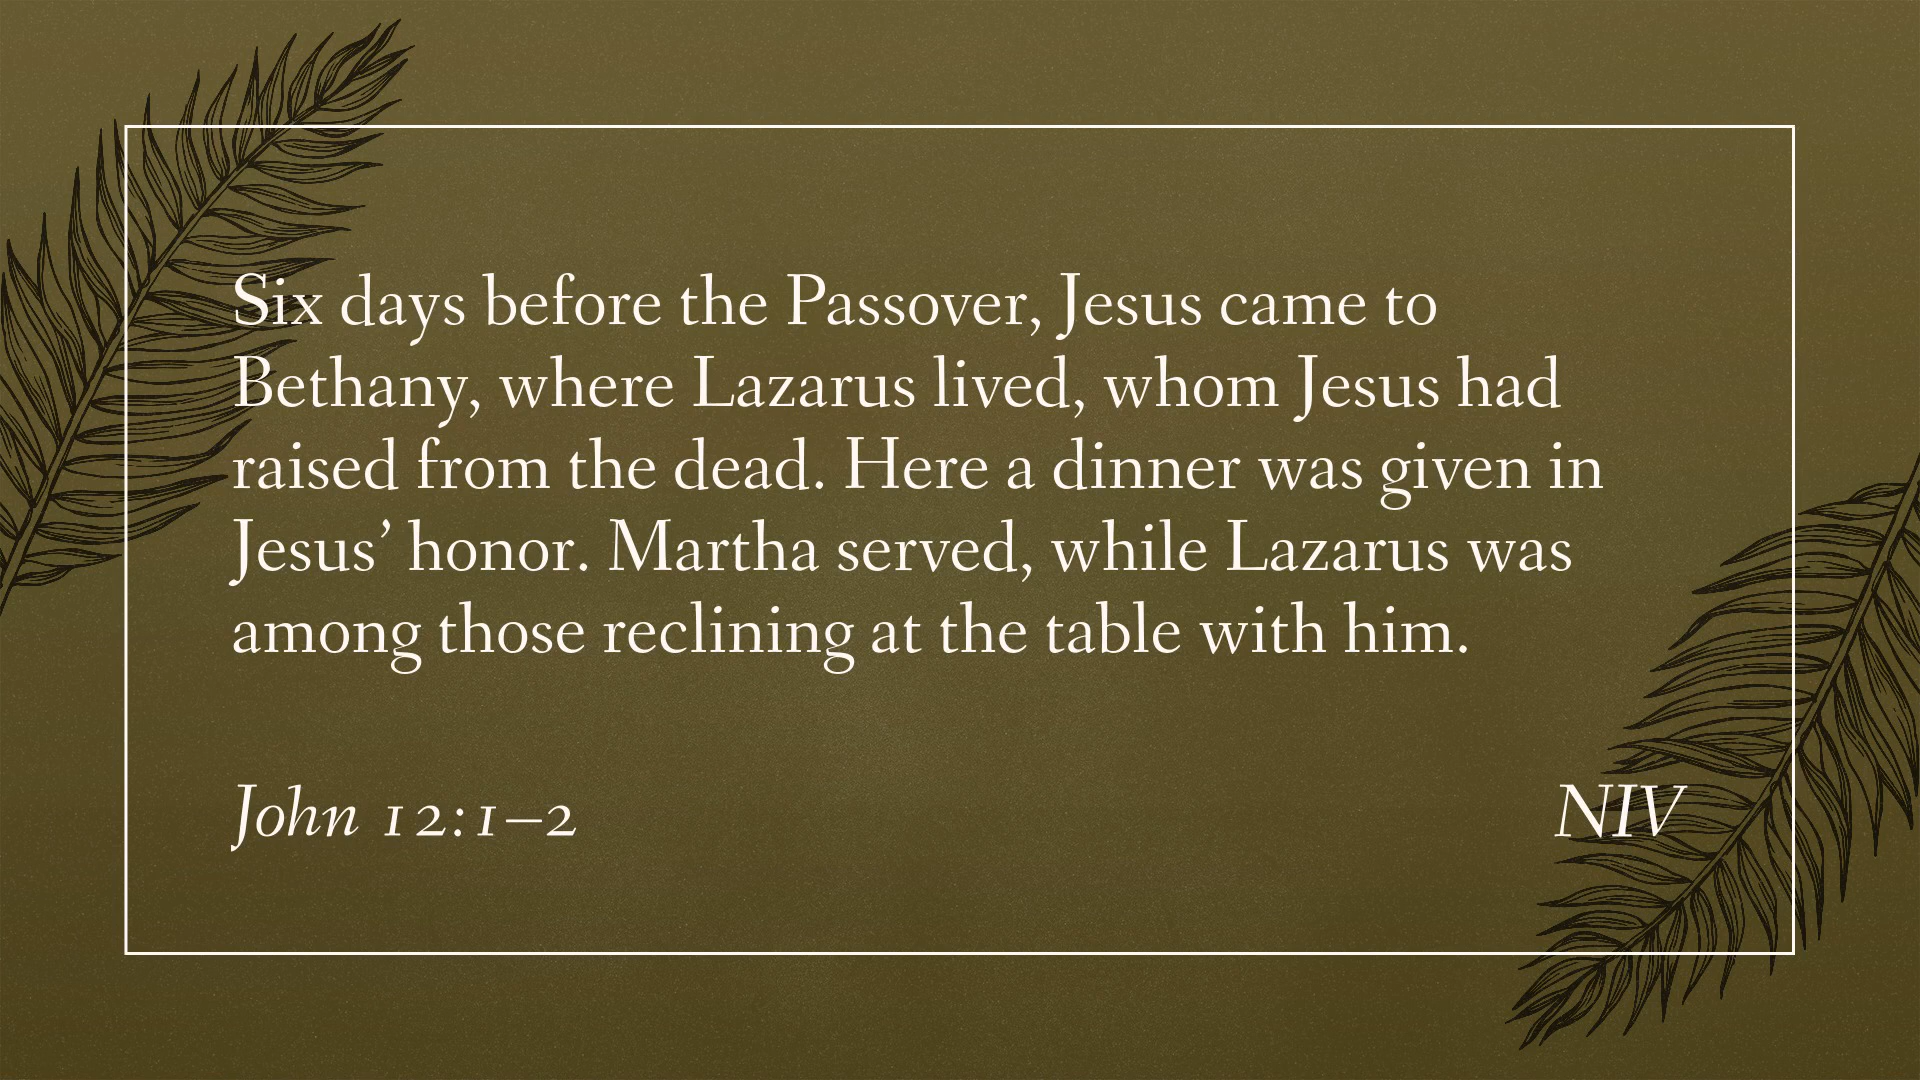 Six days before the Passover, Jesus came to
Bethany, where Lazarus lived, whom Jesus had
raised from the dead. Here a dinner was given in
Jesus’ honor. Martha served, while Lazarus was
among those reclining at the table with him.
John 12:1–2
NIV